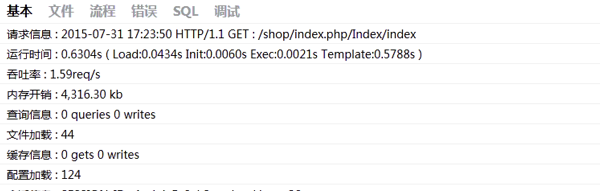 基本 文件 流程 错误 SQL 调试
请求信息 : 2015-07-31 17:23:50 HTTP/1.1 GET : /shop/index.php/Index/index
运行时间 : 0.6304s ( Load:0.0434s Init:0.0060s Exec:0.0021s Template:0.5788s )
吞吐率 : 1.59req/s
内存开销 : 4,316.30 kb
查询信息 : 0 queries 0 writes
文件加载 : 44
缓存信息 : 0 gets 0 writes
配置加载 : 124